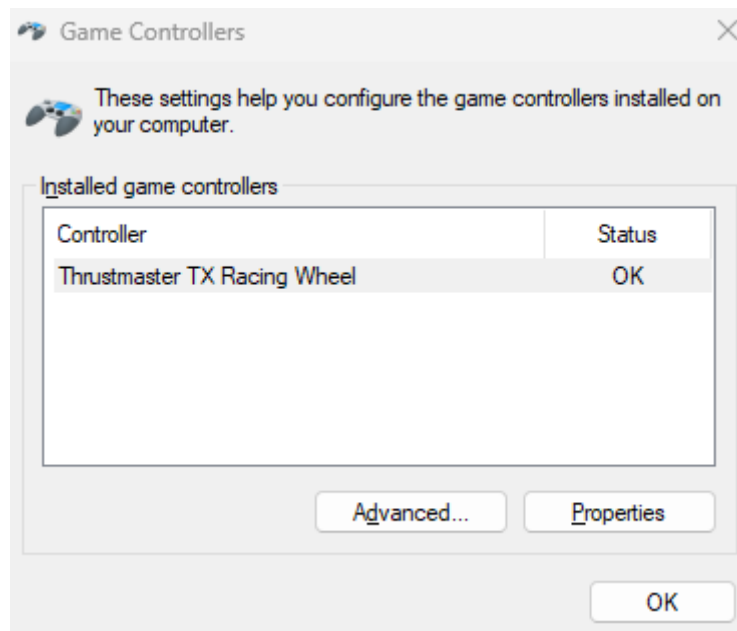 Game Controllers
These settings help you configure the game controllers installed on
your computer.
Installed game controllers
Controller Status
Thrustmaster TX Racing Wheel OK
Advanced... Properties
OK